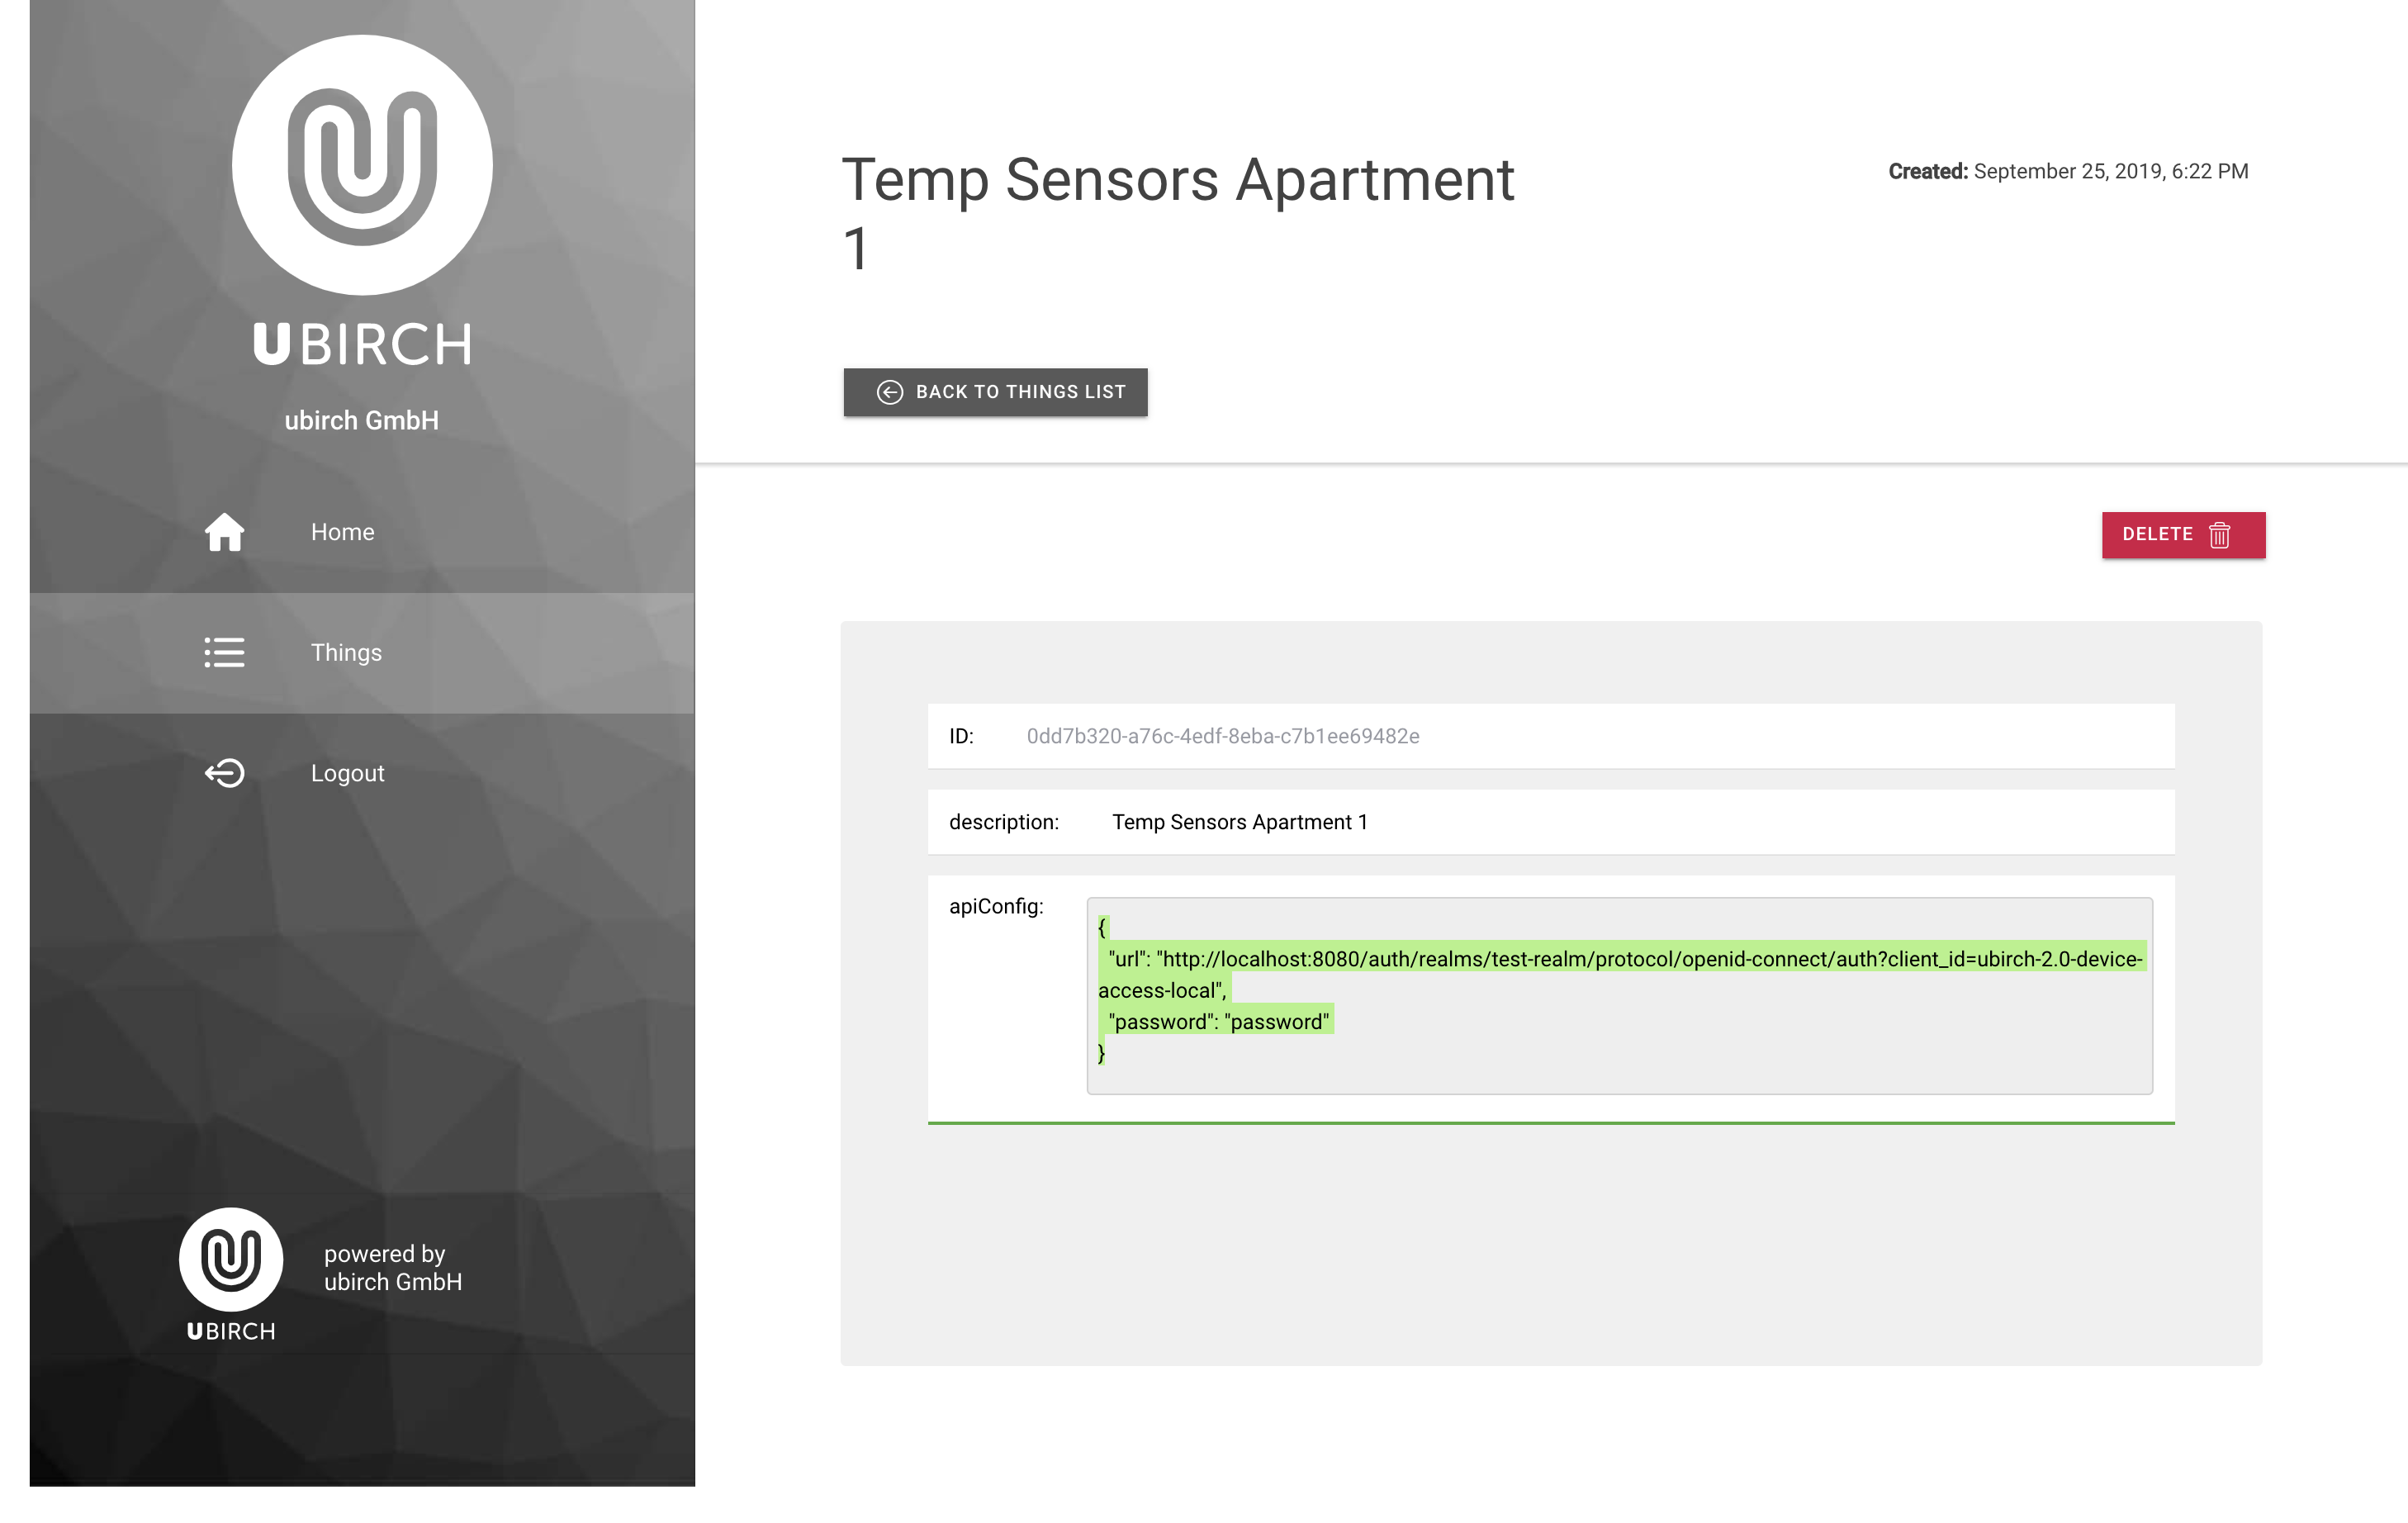 UBIRCH
ubirch GmbH
Home
Things
Logout
UBIRCH
powered by
ubirch GmbH
Temp Sensors Apartment
1
Created: September 25, 2019, 6:22 PM
BACK TO THINGS LIST
DELETE
ID: 0dd7b320-a76c-4edf-8eba-c7b1ee69482e
description: Temp Sensors Apartment 1
apiConfig:
{
"url": "http://localhost:8080/auth/realms/test-realm/protocol/openid-connect/auth?client_id=ubirch-2.0-device-
access-local",
"password": "password"
}